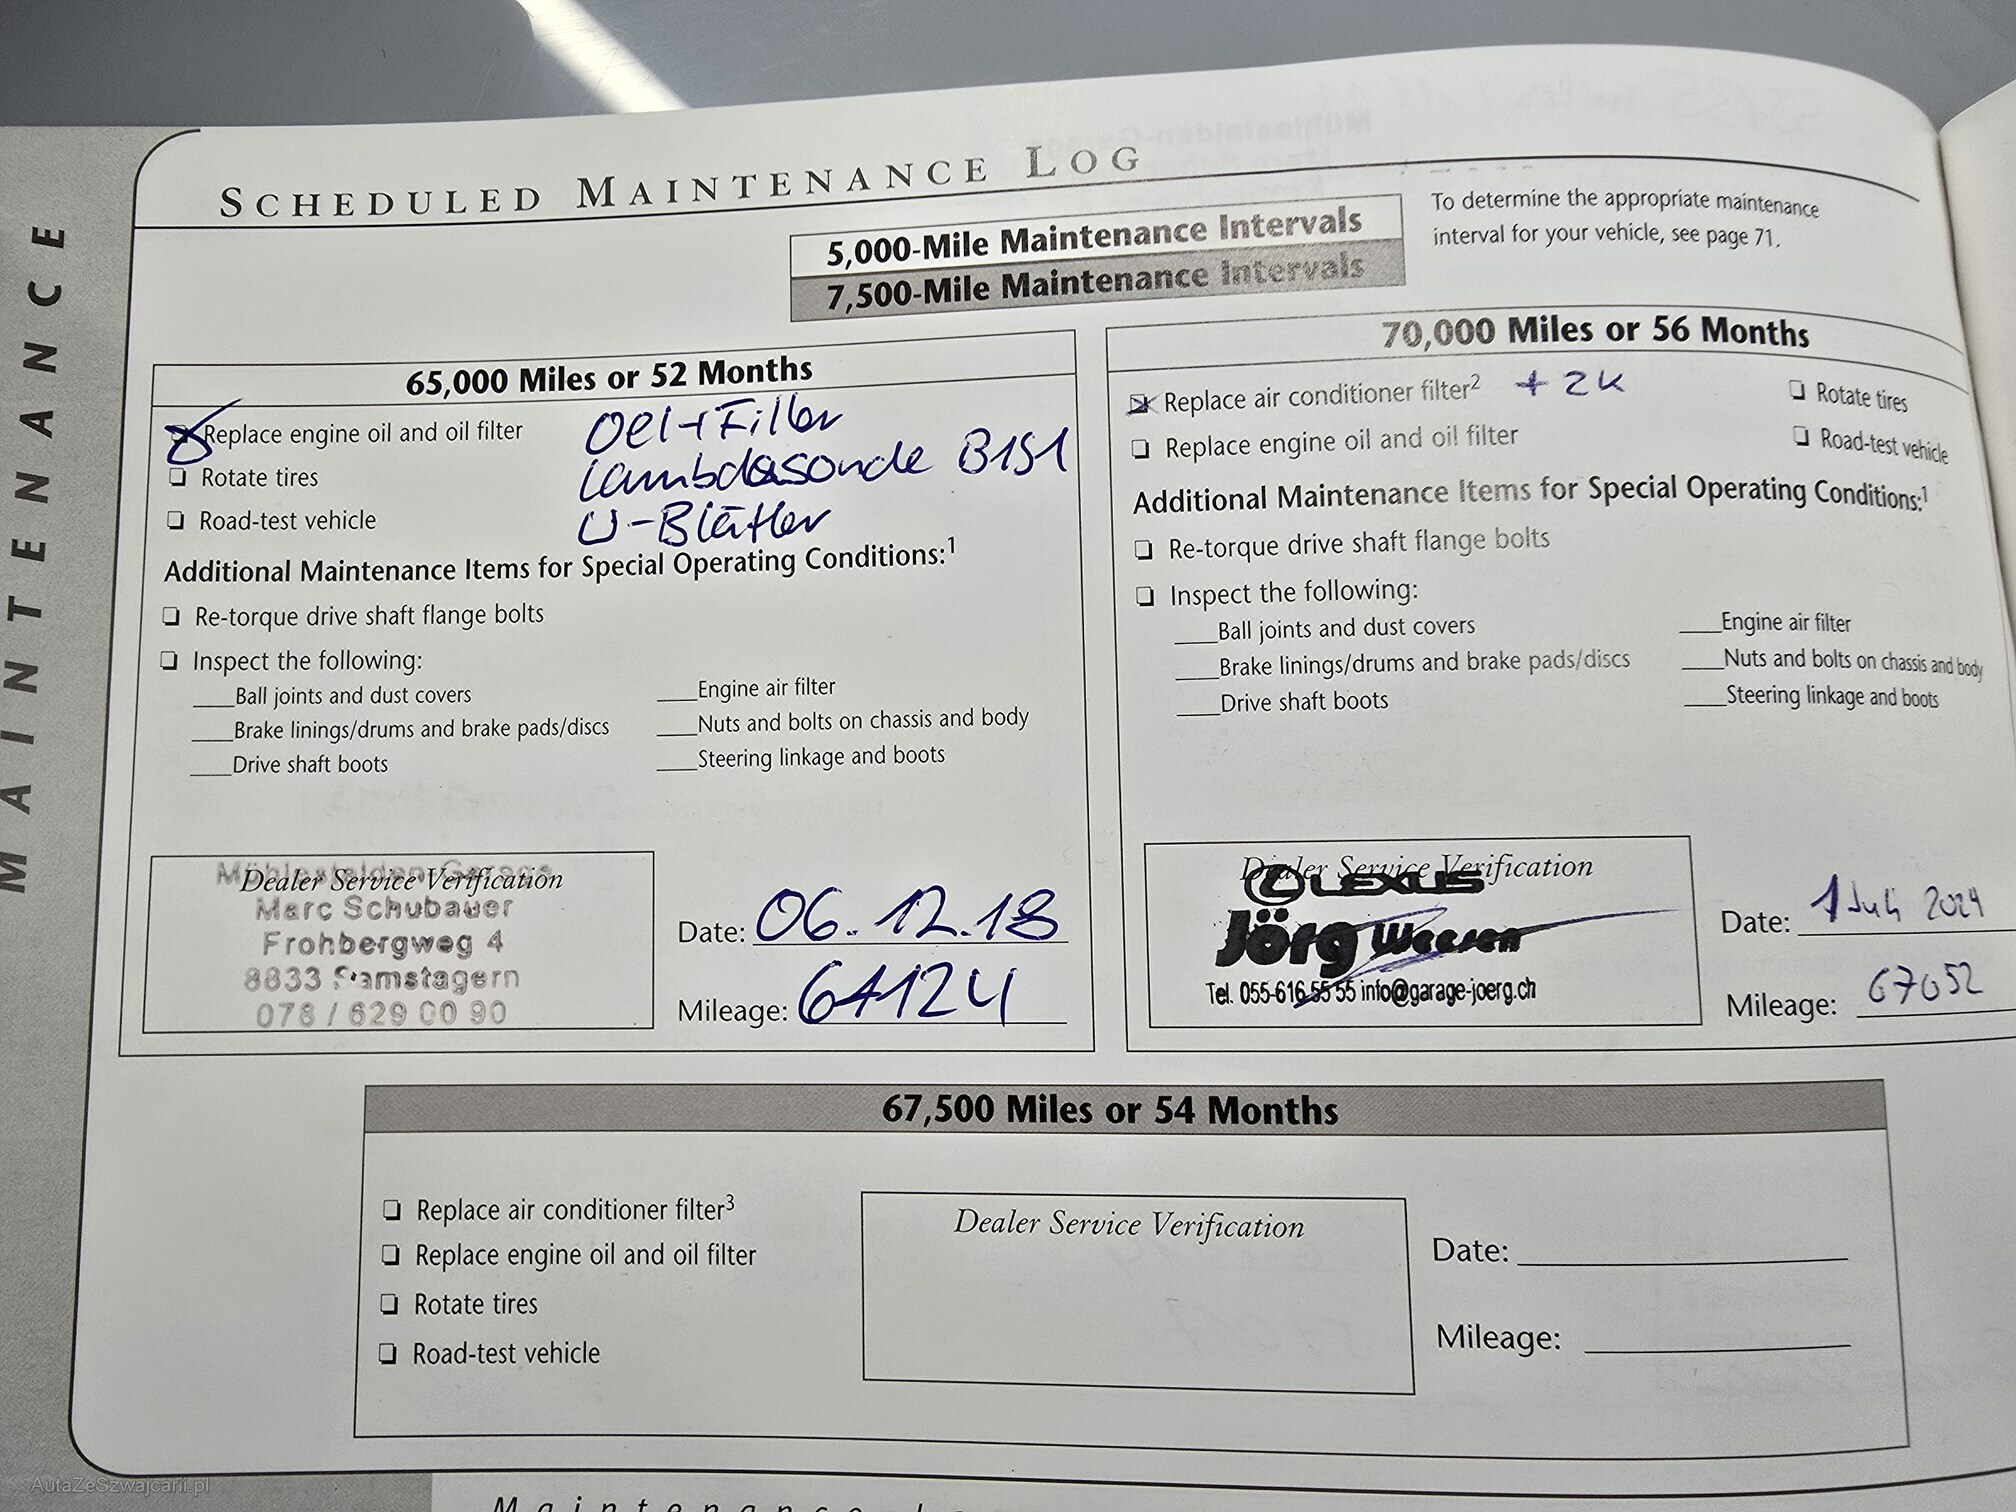 MAINTENANCE
SCHEDULED MAINTENANCE LOG
5,000-Mile Maintenance Intervals
7,500-Mile Maintenance Intervals
To determine the appropriate maintenance
interval for your vehicle, see page 71.
65,000 Miles or 52 Months
Replace engine oil and oil filter
Oel+Filter
Rotate tires
Lambdasonde B1S1
Road-test vehicle
W-Blätter
Additional Maintenance Items for Special Operating Conditions:1
Re-torque drive shaft flange bolts
Inspect the following:
Ball joints and dust covers
Engine air filter
Brake linings/drums and brake pads/discs
Nuts and bolts on chassis and body
Drive shaft boots
Steering linkage and boots
Mühlestalden-Garage
Dealer Service Verification
Marc Schubauer
Frohbergweg 4
8833 Samstagern
078 / 629 00 90
Date: 06.12.18
Mileage: 64124
70,000 Miles or 56 Months
Replace air conditioner filter2 + 2K
Rotate tires
Replace engine oil and oil filter
Road-test vehicle
Additional Maintenance Items for Special Operating Conditions:1
Re-torque drive shaft flange bolts
Inspect the following:
Ball joints and dust covers
Engine air filter
Brake linings/drums and brake pads/discs
Nuts and bolts on chassis and body
Drive shaft boots
Steering linkage and boots
Dealer Service Verification
LEXUS
Jörg Weesen
Tel. 055-616 55 55 info@garage-joerg.ch
Date: 1 Juli 2024
Mileage: 67052
67,500 Miles or 54 Months
Replace air conditioner filter3
Replace engine oil and oil filter
Rotate tires
Road-test vehicle
Dealer Service Verification
Date:
Mileage:
AutaZeSzwajcarii.pl